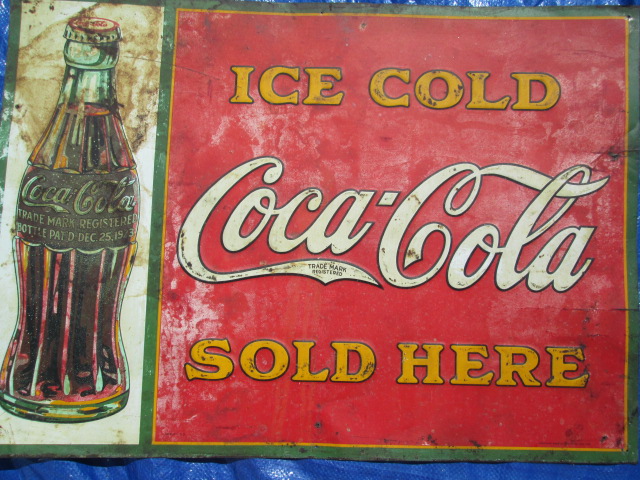 Coca-Cola
TRADE MARK REGISTERED
BOTTLE PAT'D DEC. 25, 1923
ICE COLD
Coca-Cola
TRADE MARK
REGISTERED
SOLD HERE